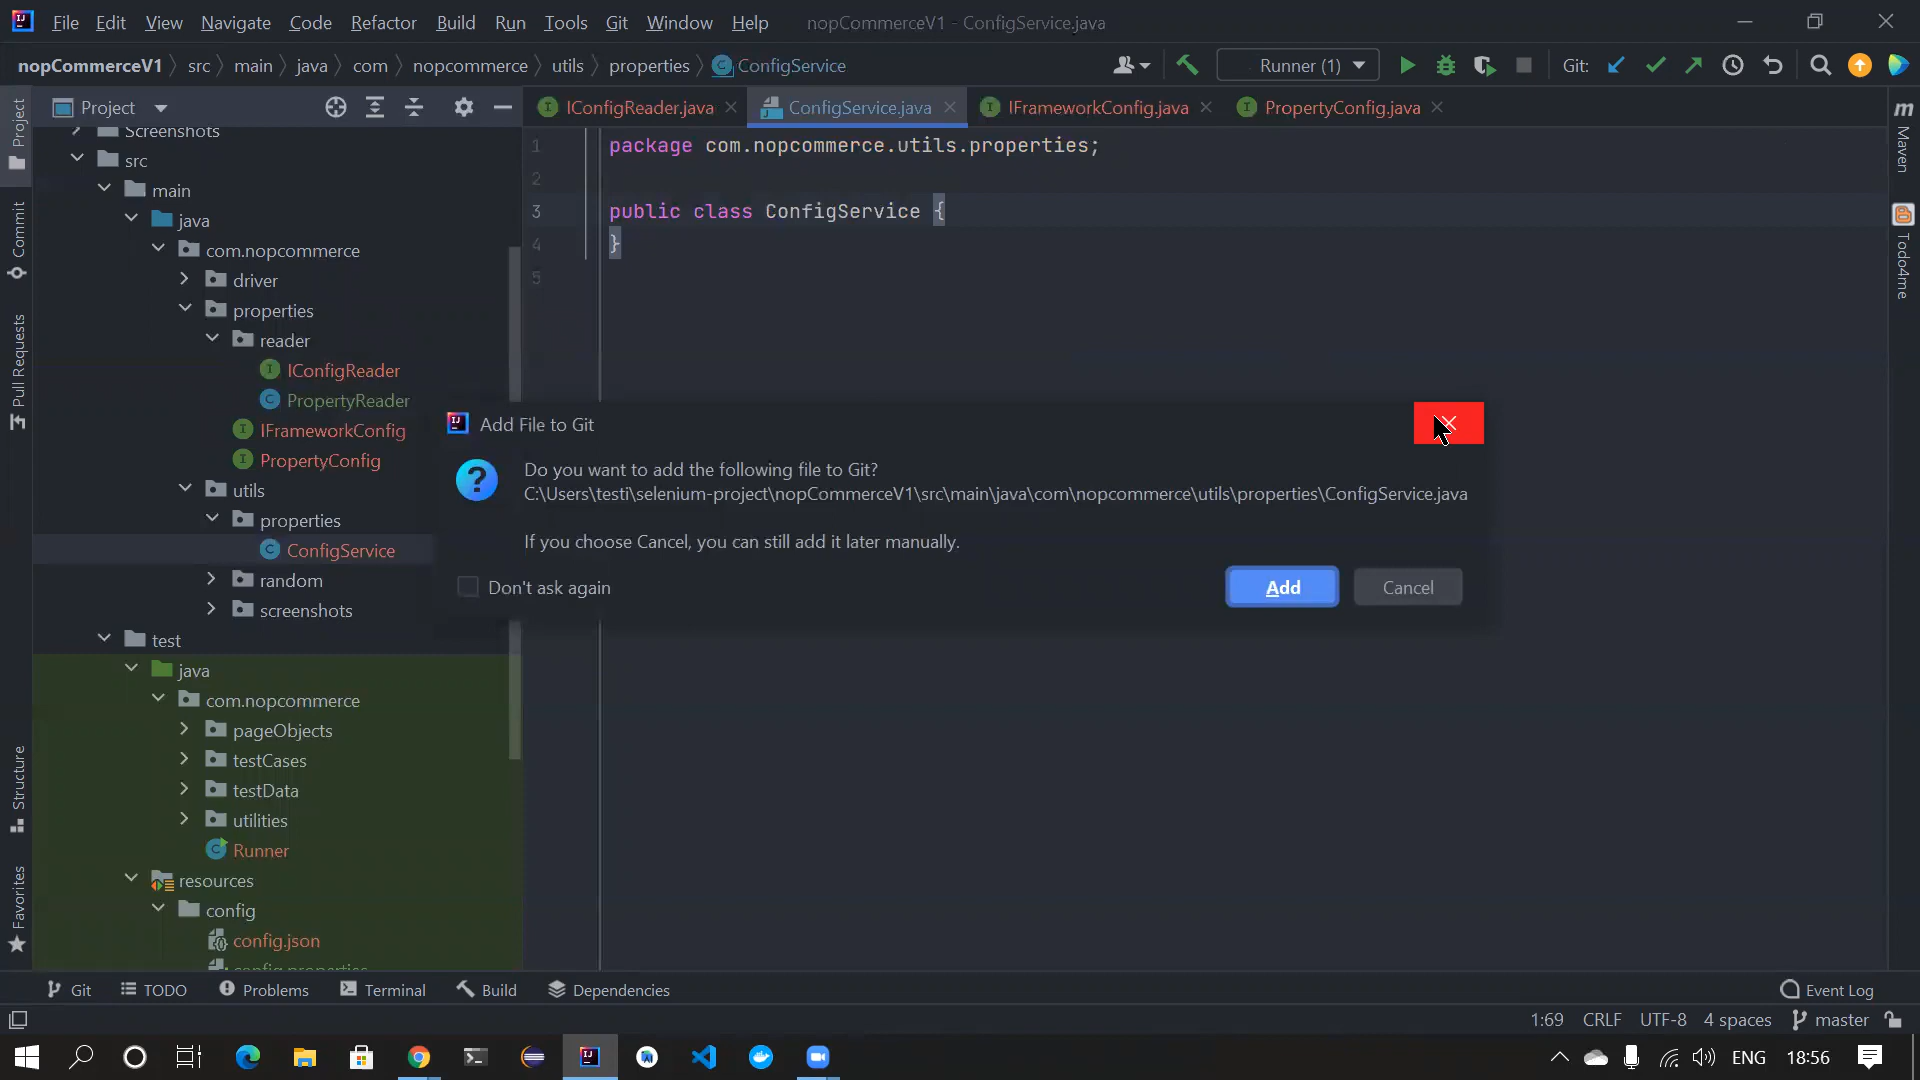 File Edit View Navigate Code Refactor Build Run Tools Git Window Help nopCommerceV1 - ConfigService.java
nopCommerceV1 src main java com nopcommerce utils properties ConfigService Runner (1) Git:
Project
IConfigReader.java ConfigService.java IFrameworkConfig.java PropertyConfig.java
Project
Commit
Pull Requests
Structure
Favorites
Screenshots
src
main
java
com.nopcommerce
driver
properties
reader
IConfigReader
PropertyReader
IFrameworkConfig
PropertyConfig
utils
properties
ConfigService
random
screenshots
test
java
com.nopcommerce
pageObjects
testCases
testData
utilities
Runner
resources
config
config.json
config.properties
1 package com.nopcommerce.utils.properties;
2
3 public class ConfigService {
4 }
5
Add File to Git
Do you want to add the following file to Git?
C:\Users\testi\selenium-project\nopCommerceV1\src\main\java\com\nopcommerce\utils\properties\ConfigService.java
If you choose Cancel, you can still add it later manually.
Don't ask again
Add Cancel
Maven
Todo4me
Git TODO Problems Terminal Build Dependencies Event Log
1:69 CRLF UTF-8 4 spaces master
ENG 18:56